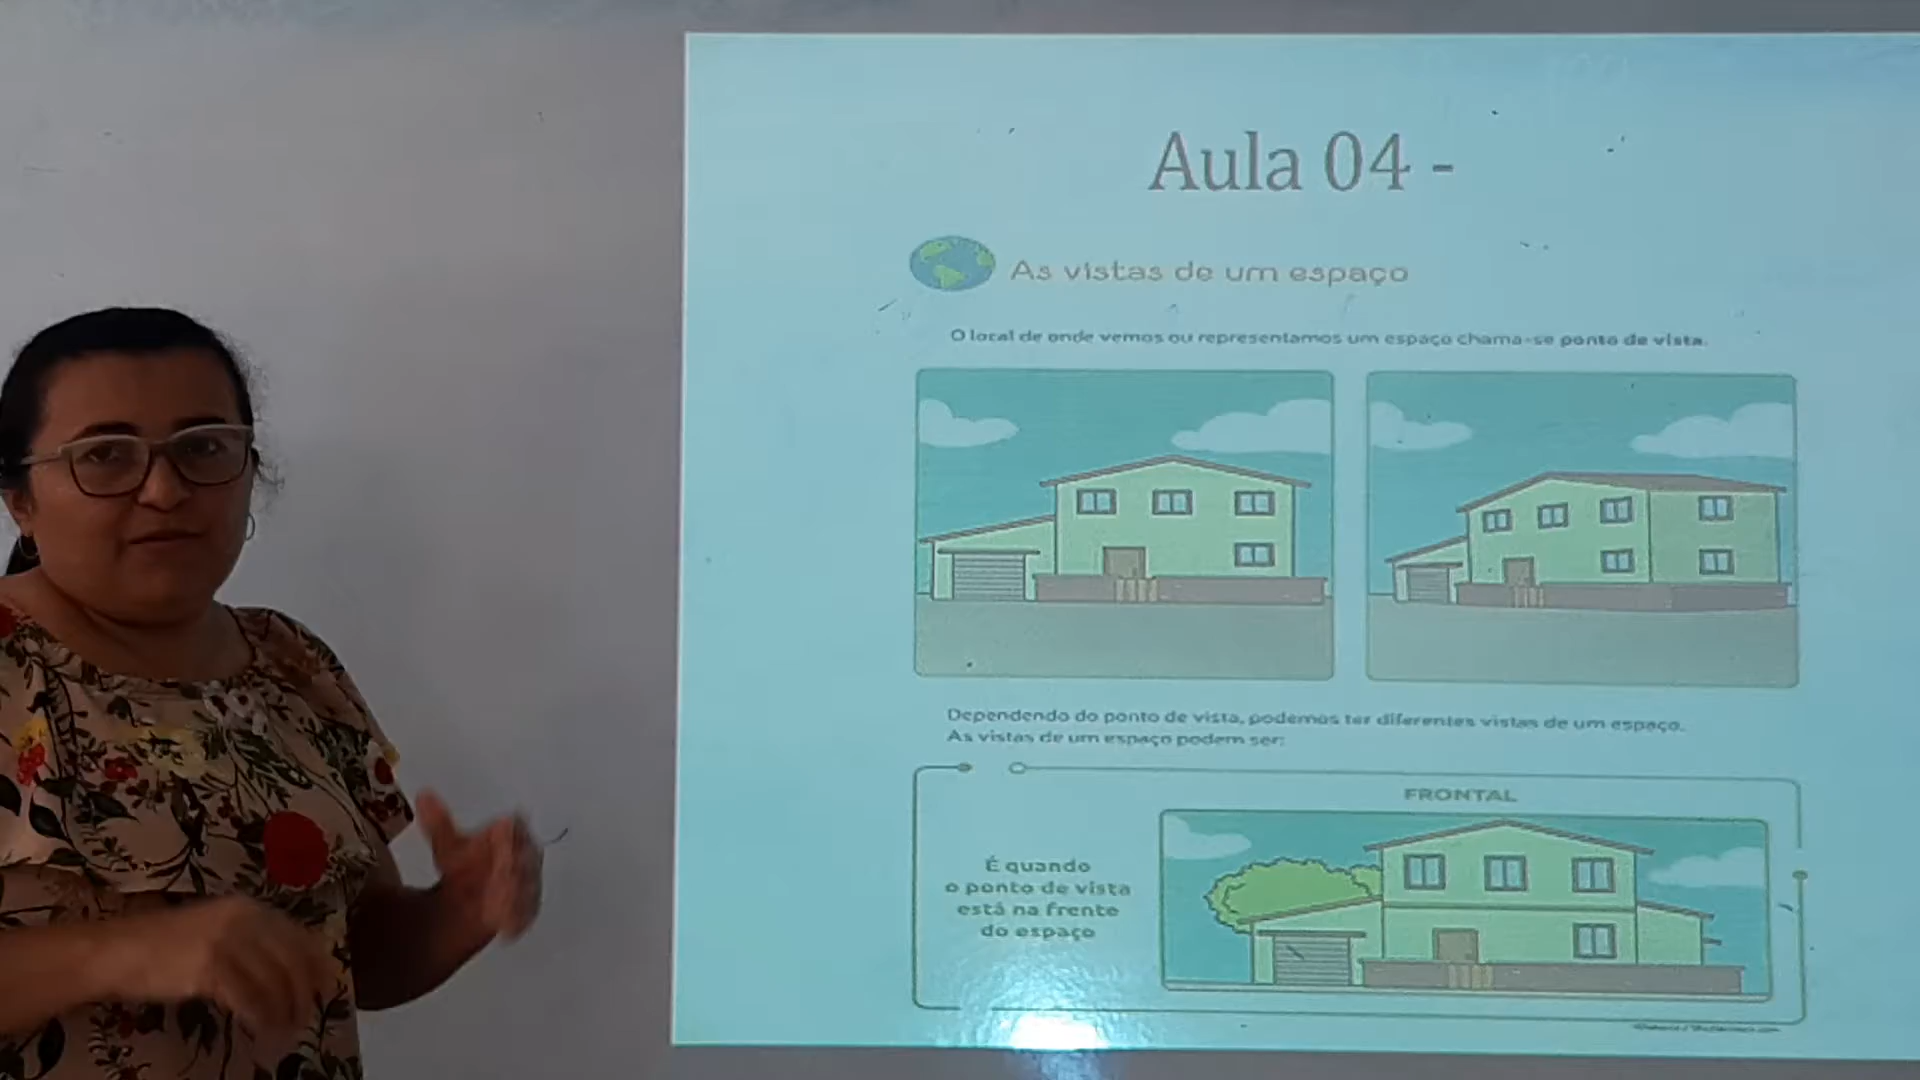 Aula 04 -
As vistas de um espaço
O local de onde vemos ou representamos um espaço chama-se ponto de vista.
Dependendo do ponto de vista, podemos ter diferentes vistas de um espaço.
As vistas de um espaço podem ser:
FRONTAL
É quando
o ponto de vista
está na frente
do espaço